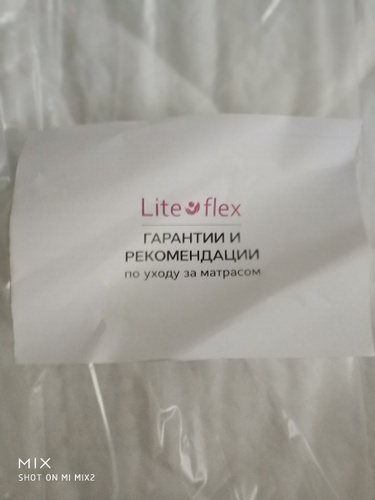 Lite flex
ГАРАНТИИ И
РЕКОМЕНДАЦИИ
по уходу за матрасом
MIX
SHOT ON MI MIX2